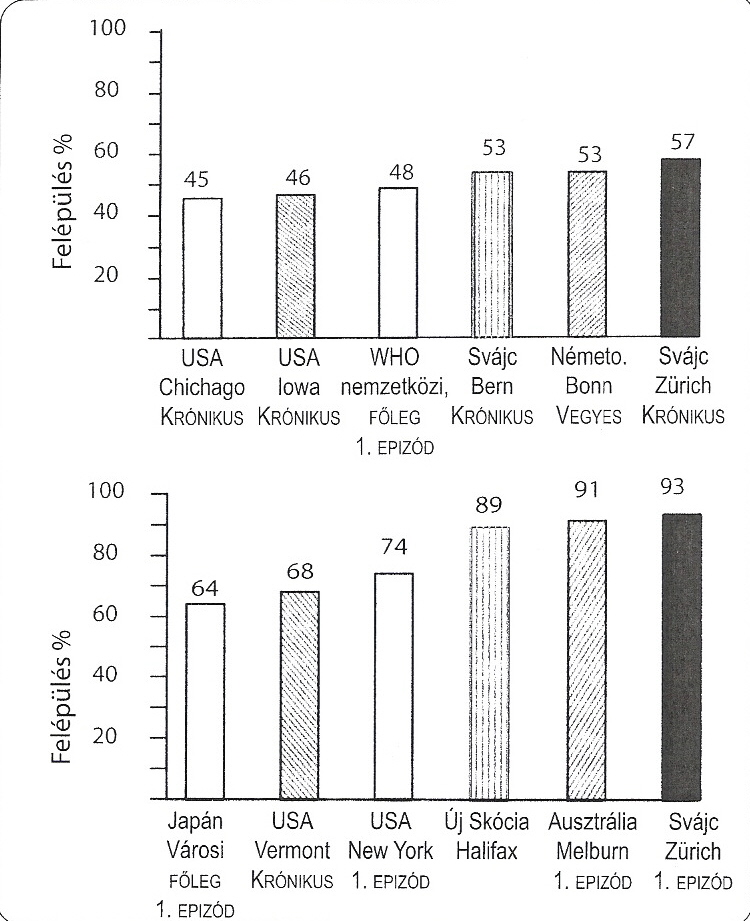 100
80
60
40
20
Felépülés %
45
46
48
53
53
57
USA
Chichago
KRÓNIKUS
USA
Iowa
KRÓNIKUS
WHO
nemzetközi,
FŐLEG
1. EPIZÓD
Svájc
Bern
KRÓNIKUS
Németo.
Bonn
VEGYES
Svájc
Zürich
KRÓNIKUS
100
80
60
40
20
Felépülés %
64
68
74
89
91
93
Japán
Városi
FŐLEG
1. EPIZÓD
USA
Vermont
KRÓNIKUS
USA
New York
1. EPIZÓD
Új Skócia
Halifax
Ausztrália
Melburn
1. EPIZÓD
Svájc
Zürich
1. EPIZÓD